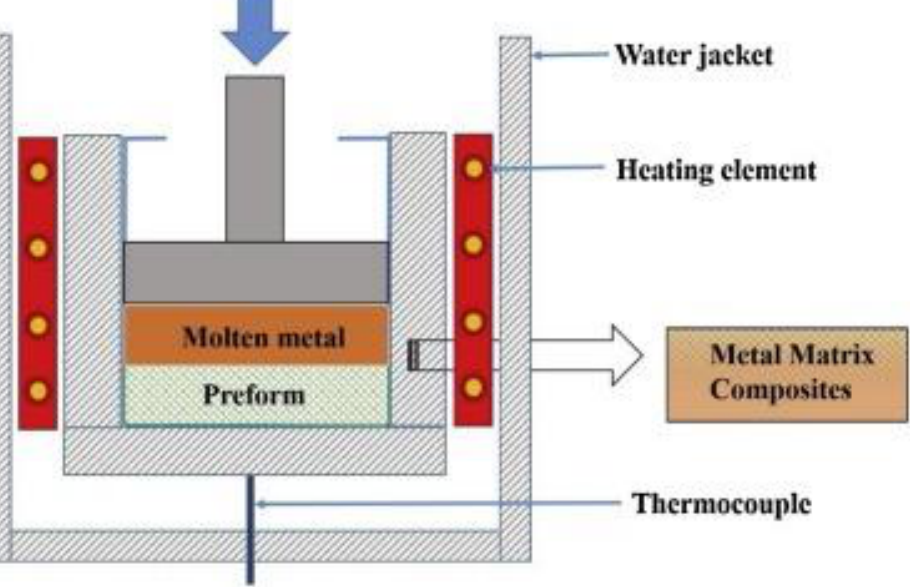 Water jacket
Heating element
Molten metal
Metal Matrix
Composites
Preform
Thermocouple